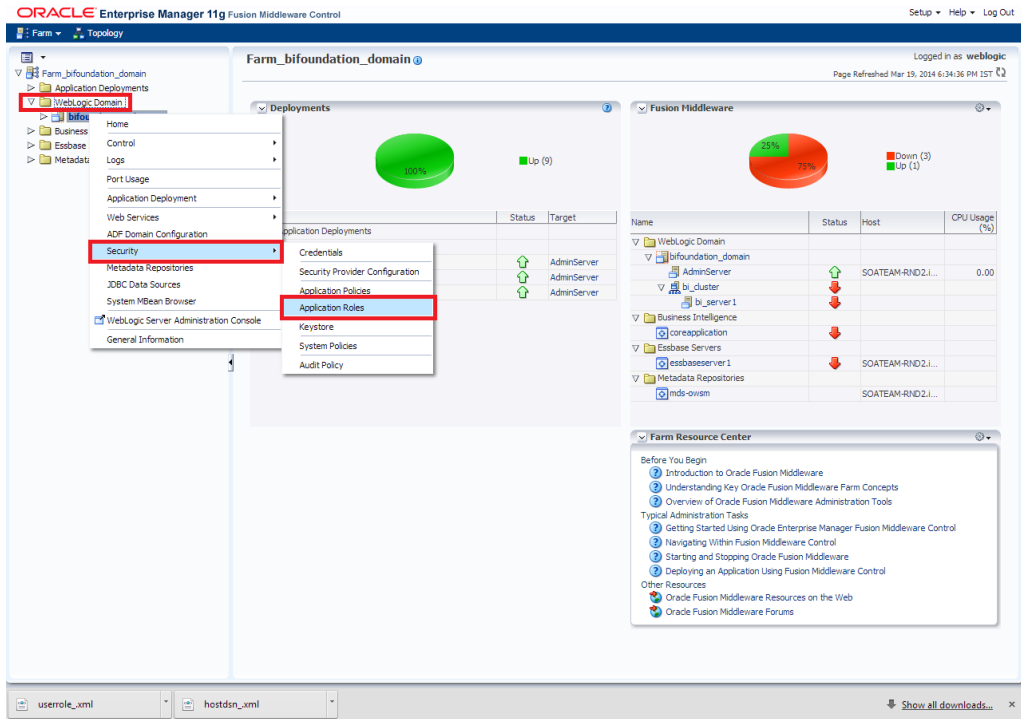 ORACLE Enterprise Manager 11g Fusion Middleware Control
Setup Help Log Out
Farm Topology
Farm_bifoundation_domain
Application Deployments
WebLogic Domain
bifou
Business
Essbase
Metadata
Home
Control
Logs
Port Usage
Application Deployment
Web Services
ADF Domain Configuration
Security
Metadata Repositories
JDBC Data Sources
System MBean Browser
WebLogic Server Administration Console
General Information
Credentials
Security Provider Configuration
Application Policies
Application Roles
Keystore
System Policies
Audit Policy
Farm_bifoundation_domain
Logged in as weblogic
Page Refreshed Mar 19, 2014 6:34:36 PM IST
Deployments
100%
Up (9)
Status Target
pplication Deployments
AdminServer
AdminServer
AdminServer
Fusion Middleware
25%
75%
Down (3)
Up (1)
Name Status Host CPU Usage (%)
WebLogic Domain
bifoundation_domain
AdminServer SOATEAM-RND2.i... 0.00
bi_cluster
bi_server1
Business Intelligence
coreapplication
Essbase Servers
essbaseserver1 SOATEAM-RND2.i...
Metadata Repositories
mds-owsm SOATEAM-RND2.i...
Farm Resource Center
Before You Begin
Introduction to Oracle Fusion Middleware
Understanding Key Oracle Fusion Middleware Farm Concepts
Overview of Oracle Fusion Middleware Administration Tools
Typical Administration Tasks
Getting Started Using Oracle Enterprise Manager Fusion Middleware Control
Navigating Within Fusion Middleware Control
Starting and Stopping Oracle Fusion Middleware
Deploying an Application Using Fusion Middleware Control
Other Resources
Oracle Fusion Middleware Resources on the Web
Oracle Fusion Middleware Forums
userrole_.xml
hostdsn_.xml
Show all downloads...